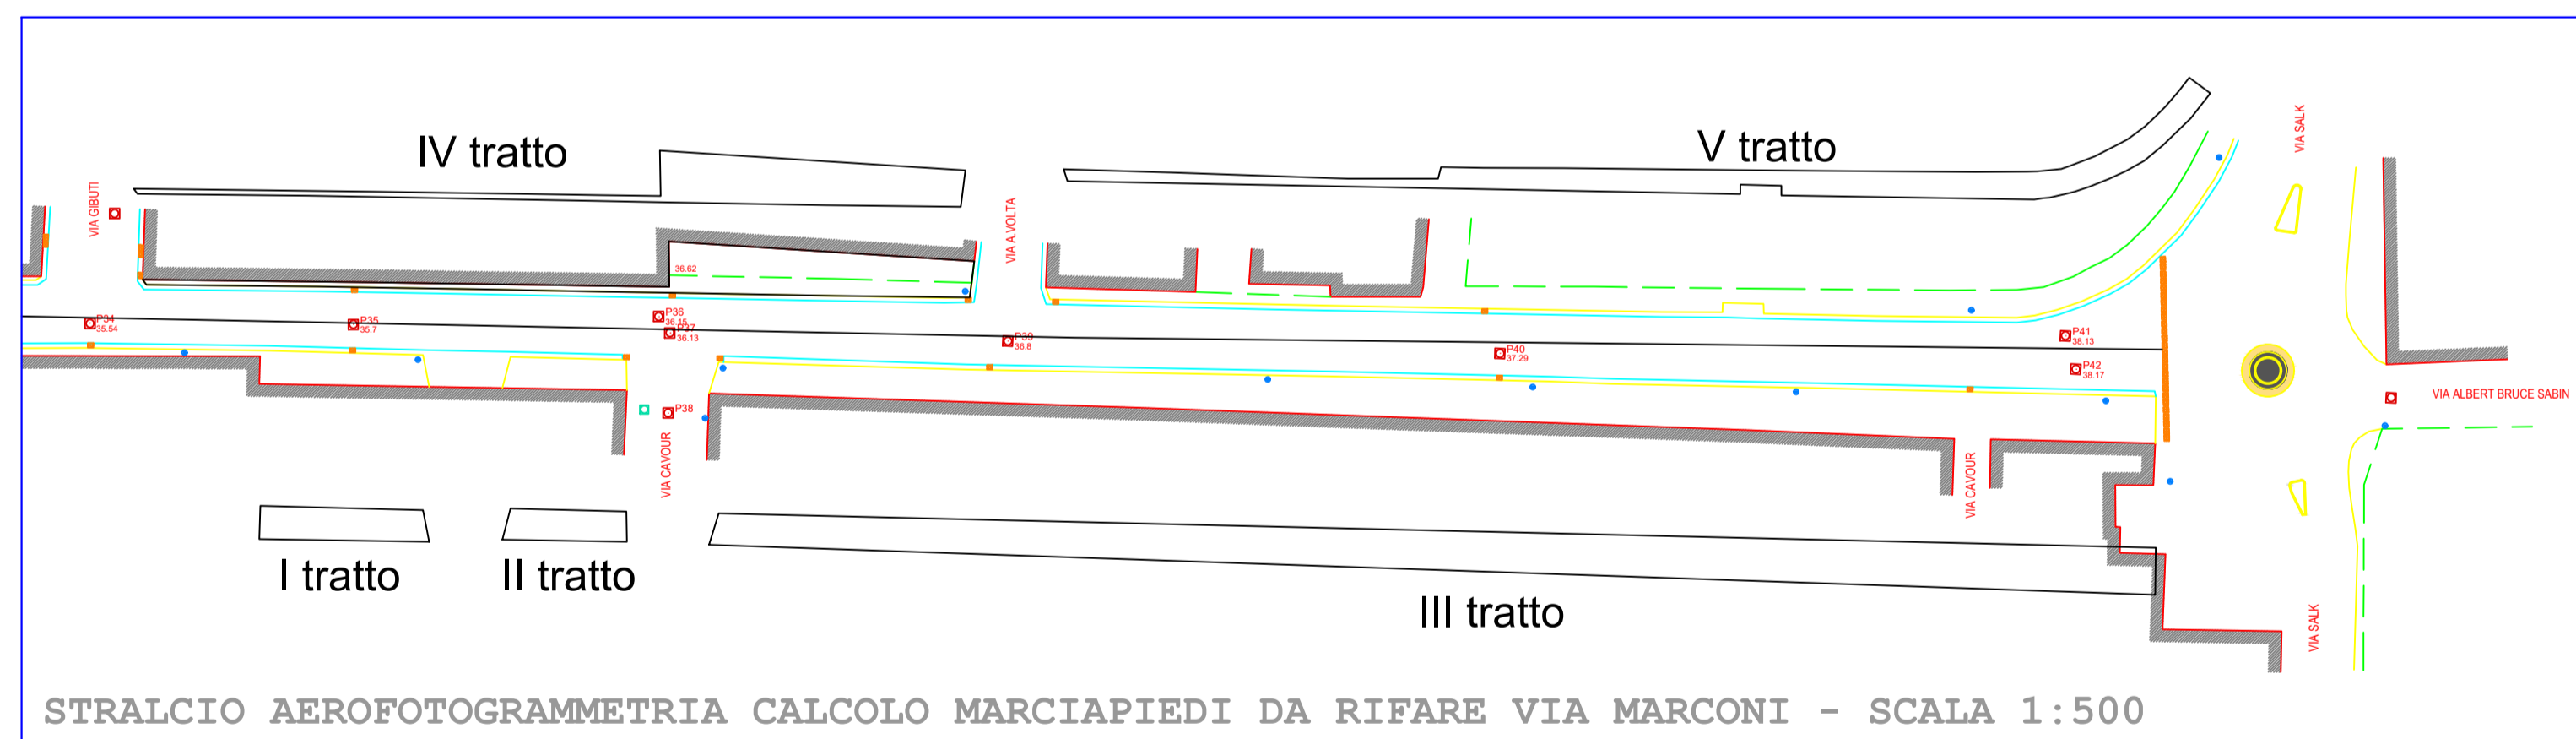 IV tratto
V tratto
VIA SALK
VIA GIBUTI
VIA A.VOLTA
36.62
P34
35.54
P35
35.7
P36
36.15
P37
36.13
P39
36.8
P40
37.29
P41
38.13
P42
38.17
P38
VIA ALBERT BRUCE SABIN
VIA CAVOUR
VIA CAVOUR
I tratto
II tratto
III tratto
VIA SALK
STRALCIO AEROFOTOGRAMMETRIA CALCOLO MARCIAPIEDI DA RIFARE VIA MARCONI - SCALA 1:500